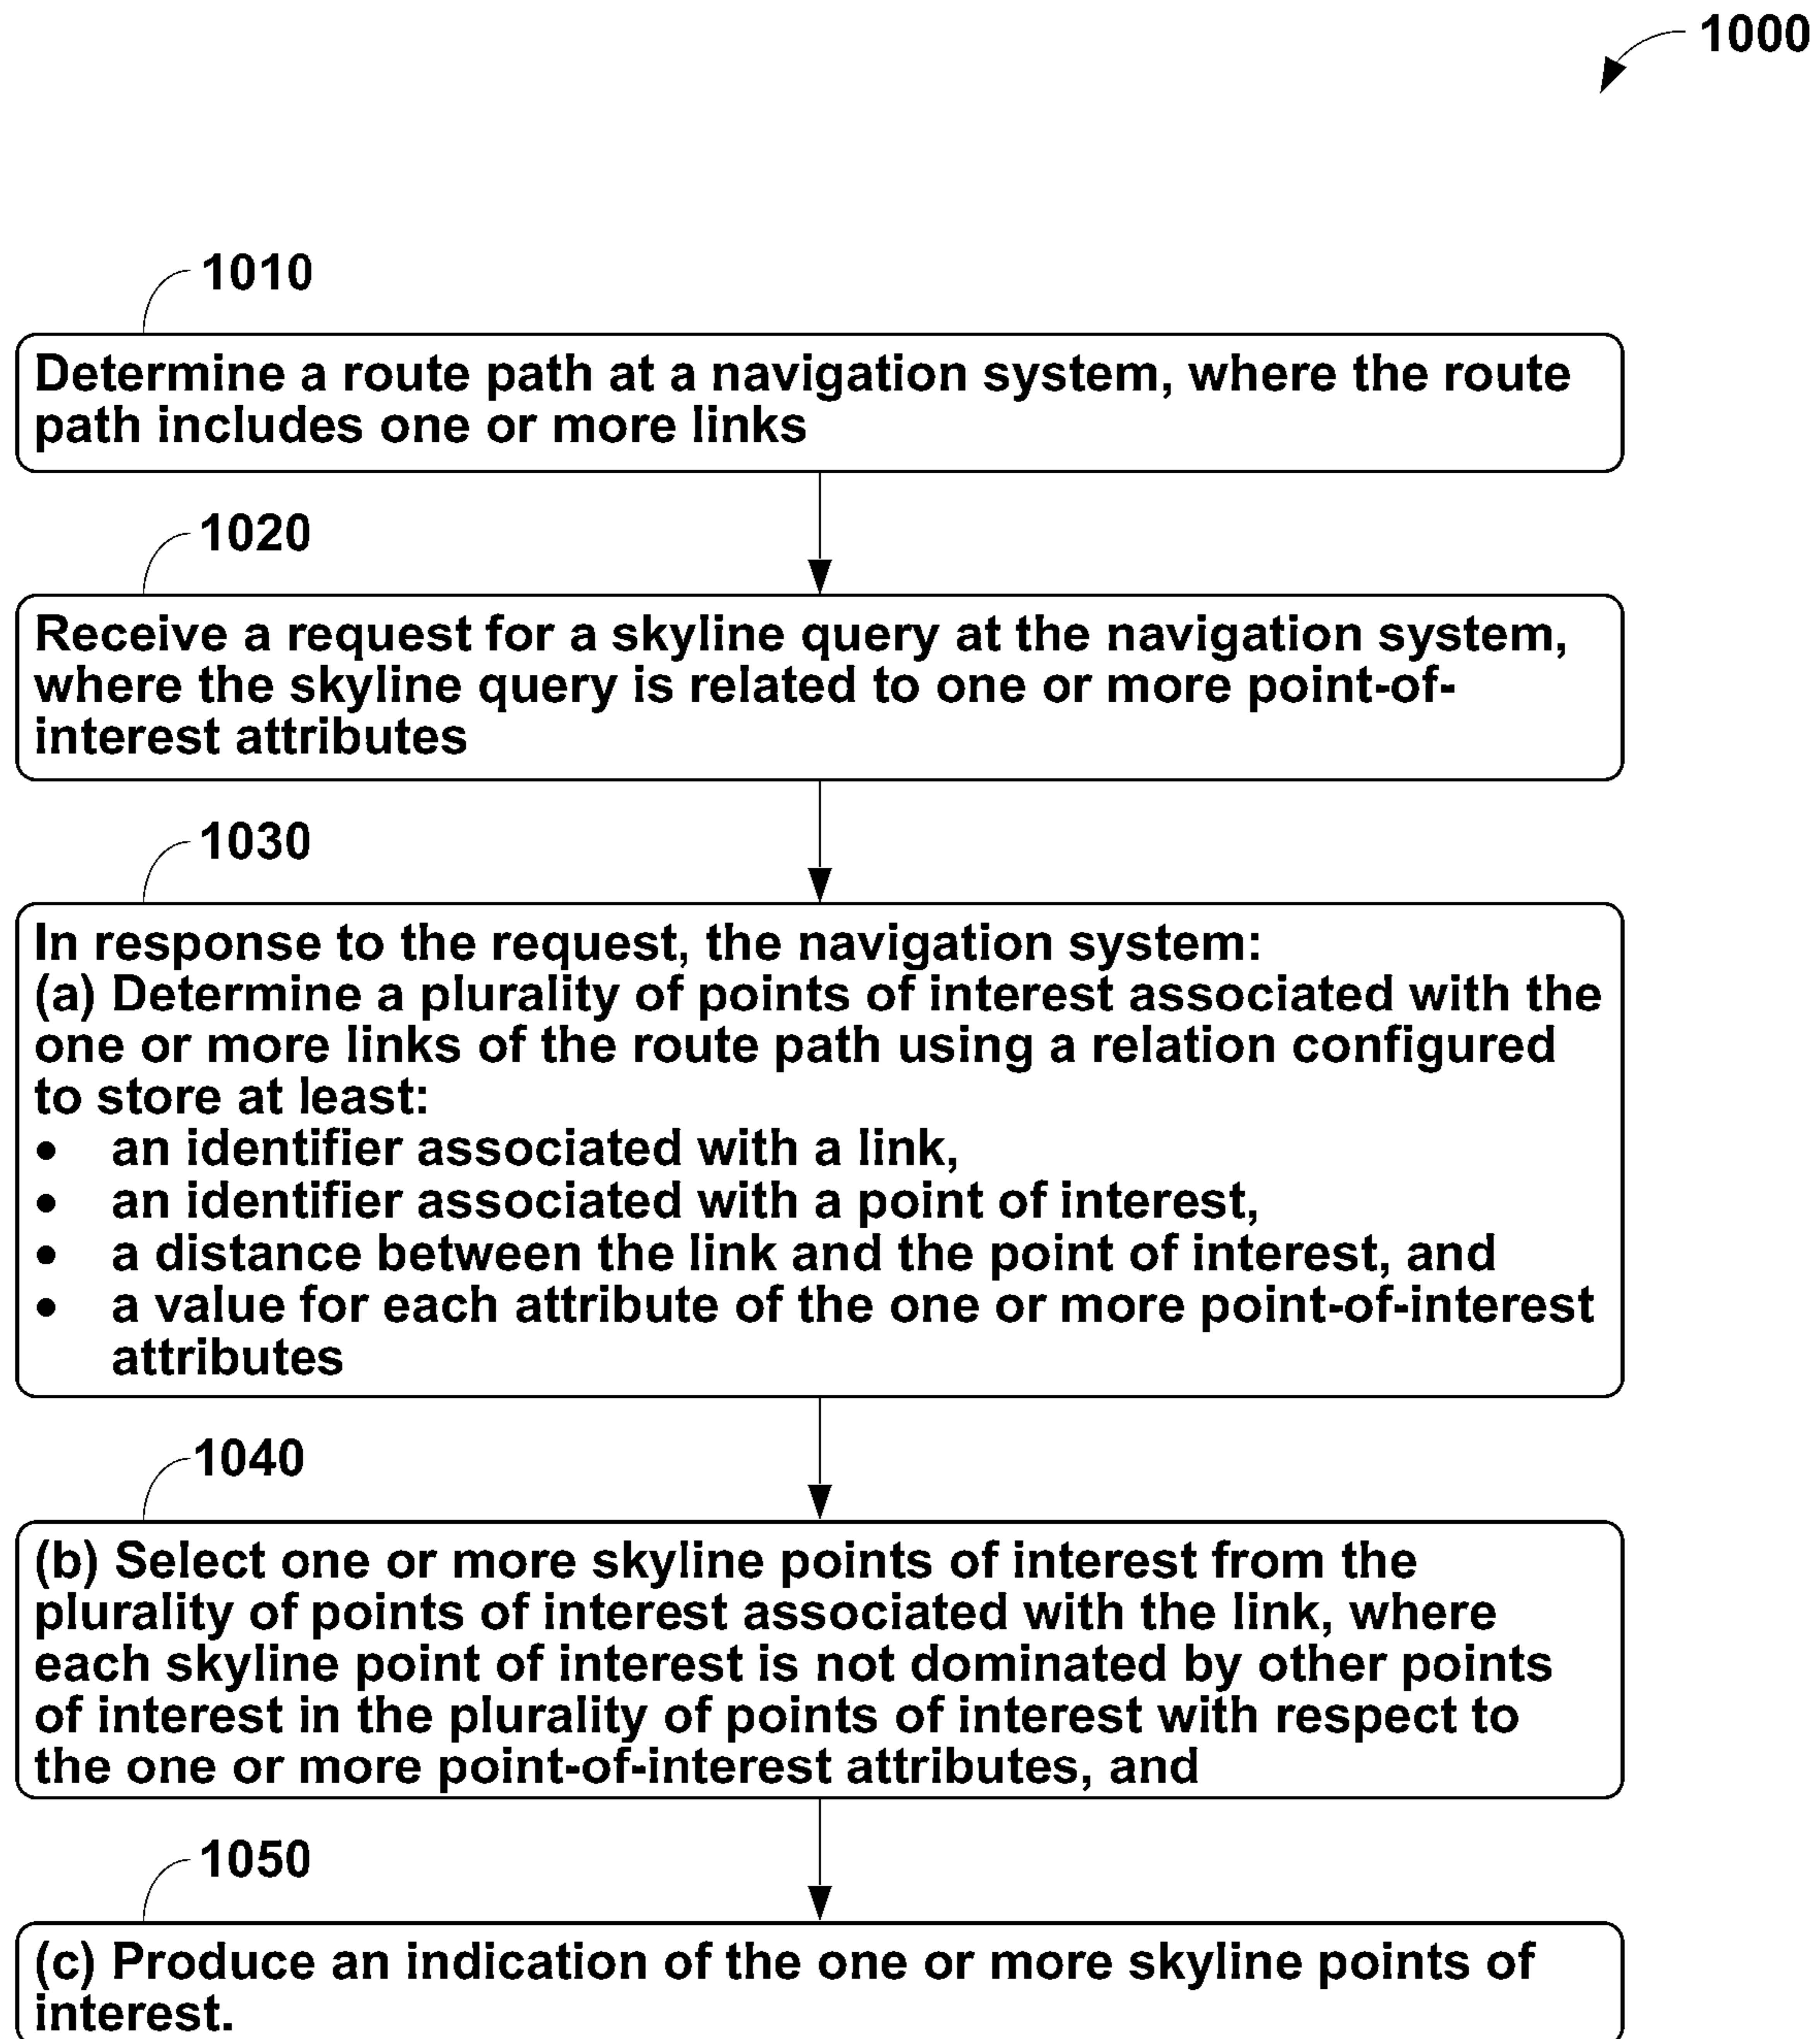 1000
1010
Determine a route path at a navigation system, where the route
path includes one or more links
1020
Receive a request for a skyline query at the navigation system,
where the skyline query is related to one or more point-of-
interest attributes
1030
In response to the request, the navigation system:
(a) Determine a plurality of points of interest associated with the
one or more links of the route path using a relation configured
to store at least:
• an identifier associated with a link,
• an identifier associated with a point of interest,
• a distance between the link and the point of interest, and
• a value for each attribute of the one or more point-of-interest
attributes
1040
(b) Select one or more skyline points of interest from the
plurality of points of interest associated with the link, where
each skyline point of interest is not dominated by other points
of interest in the plurality of points of interest with respect to
the one or more point-of-interest attributes, and
1050
(c) Produce an indication of the one or more skyline points of
interest.